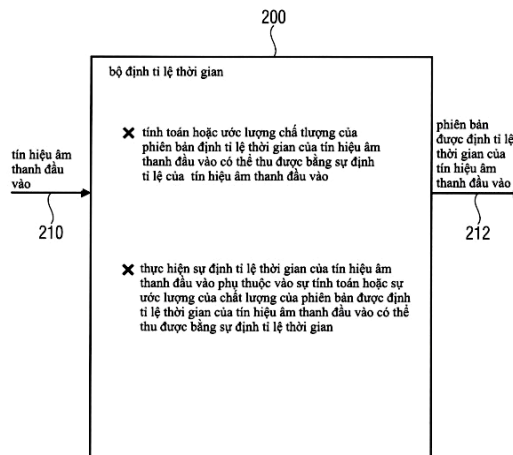 200
bộ định tỉ lệ thời gian
tính toán hoặc ước lượng chấ tlượng của
phiên bản định tỉ lệ thời gian của tín hiệu âm
thanh đầu vào có thể thu được bằng sự định
tỉ lệ của tín hiệu âm thanh đầu vào
tín hiệu âm
thanh đầu
vào
210
phiên bản
được định tỉ lệ
thời gian của
tín hiệu âm
thanh đầu vào
212
thực hiện sự định tỉ lệ thời gian của tín hiệu âm
thanh đầu vào phụ thuộc vào sự tính toán hoặc sự
ước lượng của chất lượng của phiên bản được định
tỉ lệ thời gian của tín hiệu âm thanh đầu vào có thể
thu được bằng sự định tỉ lệ thời gian